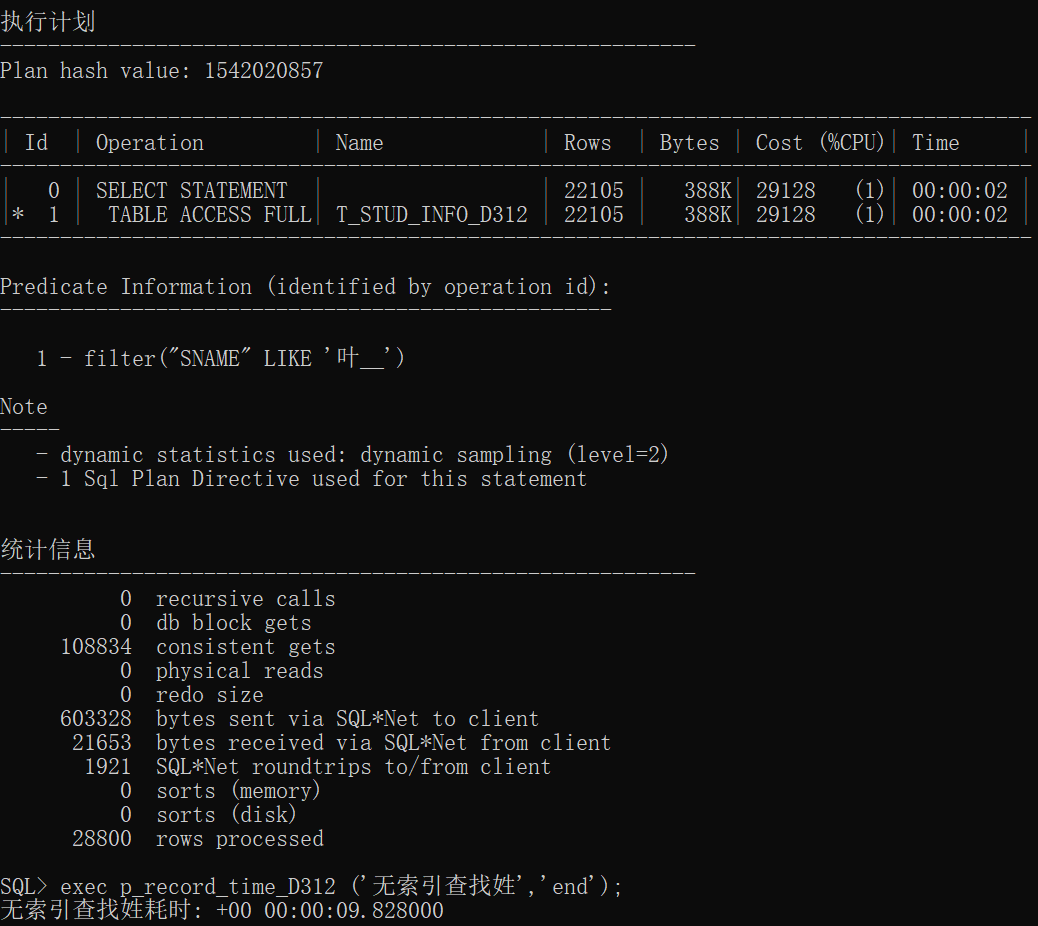 执行计划
----------------------------------------------------------
Plan hash value: 1542020857

--------------------------------------------------------------------------------------
| Id  | Operation         | Name             | Rows  | Bytes | Cost (%CPU)| Time     |
--------------------------------------------------------------------------------------
|   0 | SELECT STATEMENT  |                  | 22105 |   388K| 29128   (1)| 00:00:02 |
|*  1 |  TABLE ACCESS FULL| T_STUD_INFO_D312 | 22105 |   388K| 29128   (1)| 00:00:02 |
--------------------------------------------------------------------------------------

Predicate Information (identified by operation id):
---------------------------------------------------

   1 - filter("SNAME" LIKE '叶__')

Note
-----
   - dynamic statistics used: dynamic sampling (level=2)
   - 1 Sql Plan Directive used for this statement

统计信息
----------------------------------------------------------
          0  recursive calls
          0  db block gets
     108834  consistent gets
          0  physical reads
          0  redo size
     603328  bytes sent via SQL*Net to client
      21653  bytes received via SQL*Net from client
       1921  SQL*Net roundtrips to/from client
          0  sorts (memory)
          0  sorts (disk)
      28800  rows processed

SQL> exec p_record_time_D312 ('无索引查找姓','end');
无索引查找姓耗时: +00 00:00:09.828000